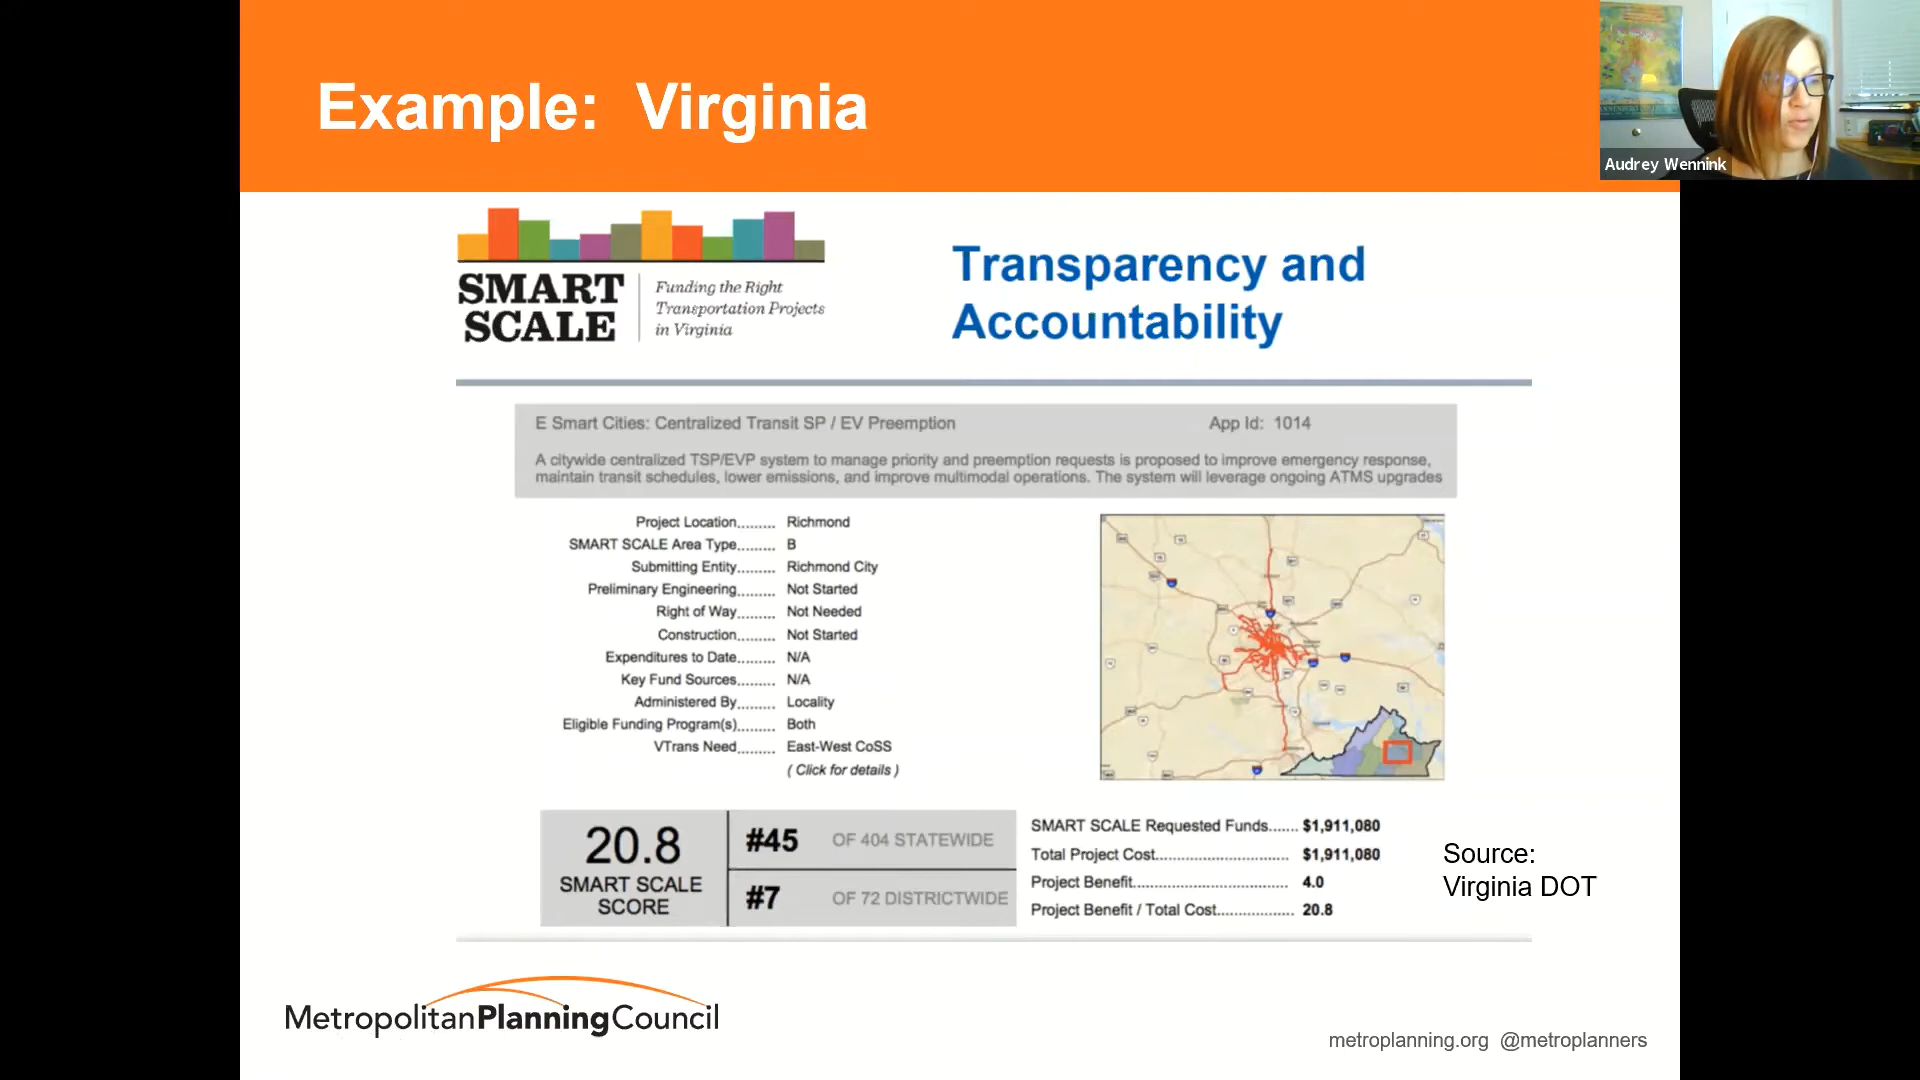 Example: Virginia
Audrey Wennink
SMART
SCALE
Funding the Right
Transportation Projects
in Virginia
Transparency and
Accountability
E Smart Cities: Centralized Transit SP / EV Preemption App Id: 1014
A citywide centralized TSP/EVP system to manage priority and preemption requests is proposed to improve emergency response,
maintain transit schedules, lower emissions, and improve multimodal operations. The system will leverage ongoing ATMS upgrades
Project Location......... Richmond
SMART SCALE Area Type......... B
Submitting Entity......... Richmond City
Preliminary Engineering......... Not Started
Right of Way......... Not Needed
Construction......... Not Started
Expenditures to Date......... N/A
Key Fund Sources......... N/A
Administered By......... Locality
Eligible Funding Program(s)......... Both
VTrans Need......... East-West CoSS
( Click for details )
20.8
SMART SCALE
SCORE
#45 OF 404 STATEWIDE
#7 OF 72 DISTRICTWIDE
SMART SCALE Requested Funds....... $1,911,080
Total Project Cost................................ $1,911,080
Project Benefit..................................... 4.0
Project Benefit / Total Cost.................. 20.8
Source:
Virginia DOT
MetropolitanPlanningCouncil
metroplanning.org @metroplanners